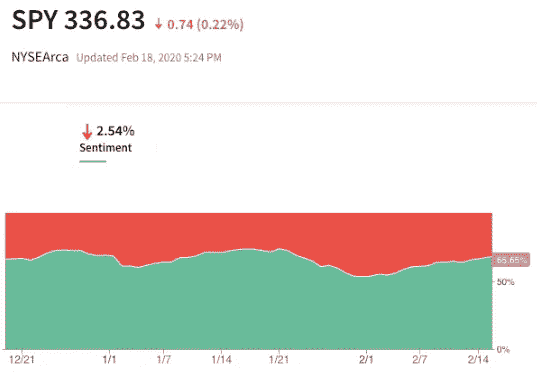 SPY 336.83 ↓ 0.74 (0.22%)
NYSEArca Updated Feb 18, 2020 5:24 PM
↓ 2.54%
Sentiment
66.65%
50%
0%
12/21 1/1 1/7 1/14 1/21 2/1 2/7 2/14